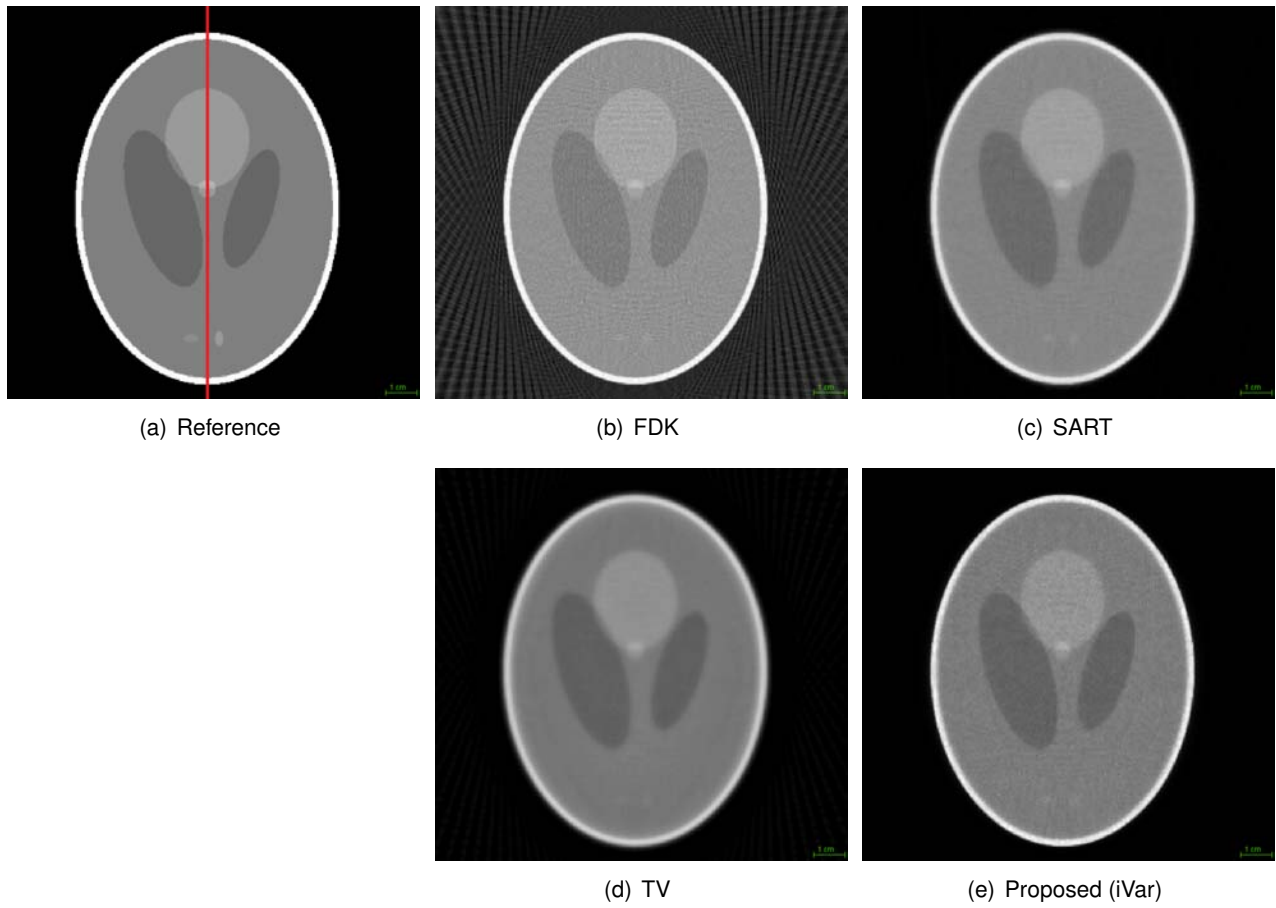 1 cm
1 cm
1 cm
(a) Reference
(b) FDK
(c) SART
1 cm
1 cm
(d) TV
(e) Proposed (iVar)